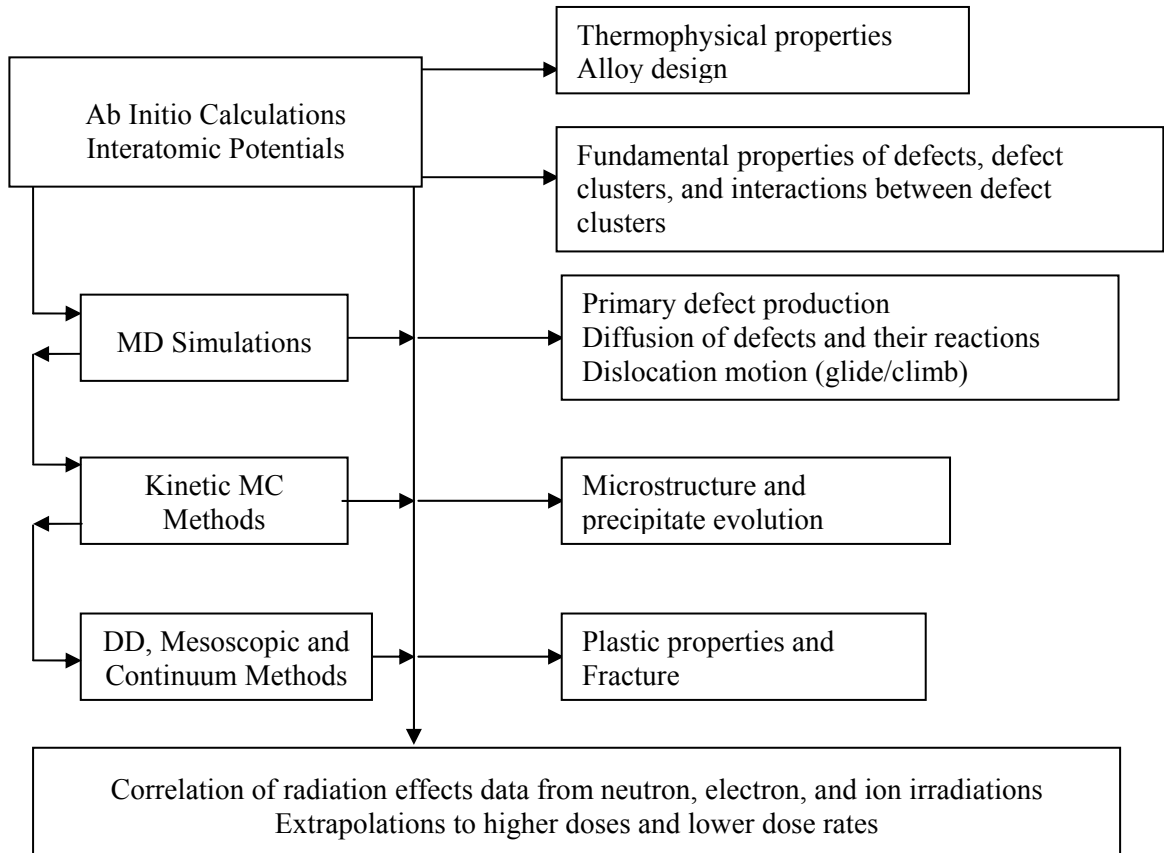 Thermophysical properties
Alloy design
Ab Initio Calculations
Interatomic Potentials
Fundamental properties of defects, defect
clusters, and interactions between defect
clusters
MD Simulations
Primary defect production
Diffusion of defects and their reactions
Dislocation motion (glide/climb)
Kinetic MC
Methods
Microstructure and
precipitate evolution
DD, Mesoscopic and
Continuum Methods
Plastic properties and
Fracture
Correlation of radiation effects data from neutron, electron, and ion irradiations
Extrapolations to higher doses and lower dose rates